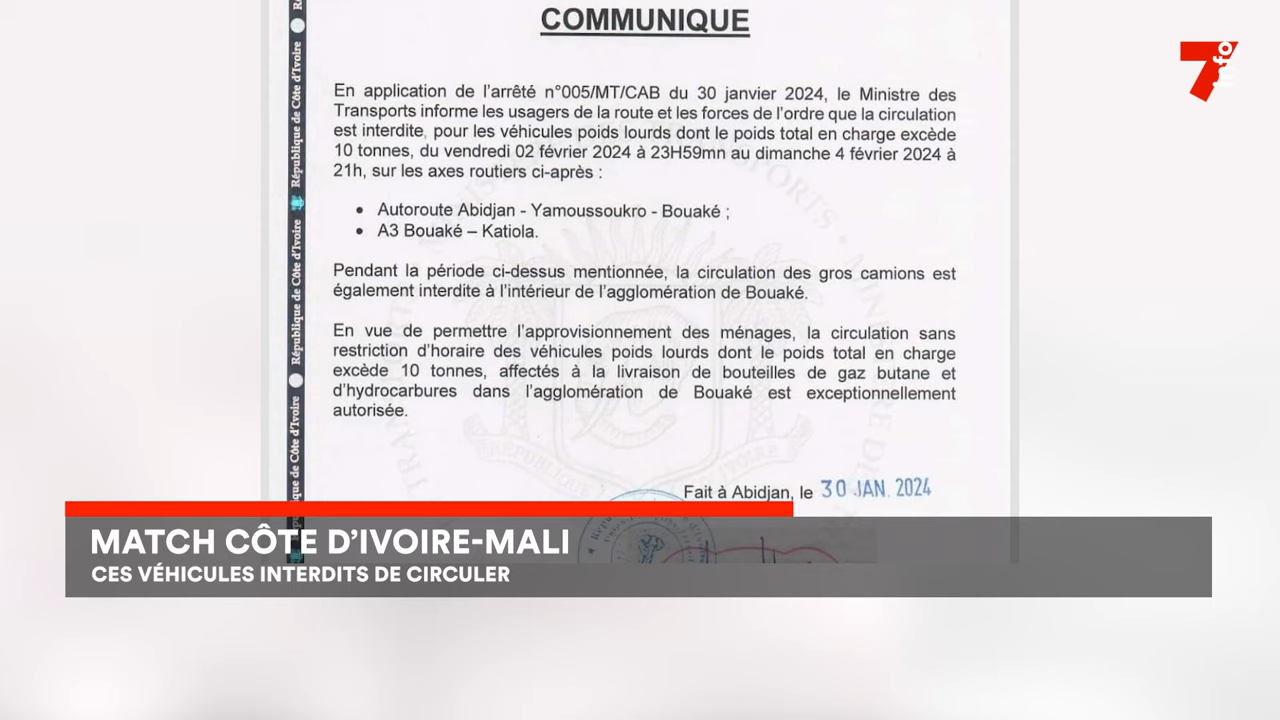 COMMUNIQUE
7info
En application de l'arrêté n°005/MT/CAB du 30 janvier 2024, le Ministre des
Transports informe les usagers de la route et les forces de l'ordre que la circulation
est interdite, pour les véhicules poids lourds dont le poids total en charge excède
10 tonnes, du vendredi 02 février 2024 à 23H59mn au dimanche 4 février 2024 à
21h, sur les axes routiers ci-après :
• Autoroute Abidjan - Yamoussoukro - Bouaké ;
• A3 Bouaké – Katiola.
Pendant la période ci-dessus mentionnée, la circulation des gros camions est
également interdite à l'intérieur de l'agglomération de Bouaké.
En vue de permettre l'approvisionnement des ménages, la circulation sans
restriction d'horaire des véhicules poids lourds dont le poids total en charge
excède 10 tonnes, affectés à la livraison de bouteilles de gaz butane et
d'hydrocarbures dans l'agglomération de Bouaké est exceptionnellement
autorisée.
Fait à Abidjan, le 30 JAN. 2024
République de Côte d'Ivoire
République de Côte d'Ivoire
que de Côte d'Ivoire
MATCH CÔTE D'IVOIRE-MALI
CES VÉHICULES INTERDITS DE CIRCULER